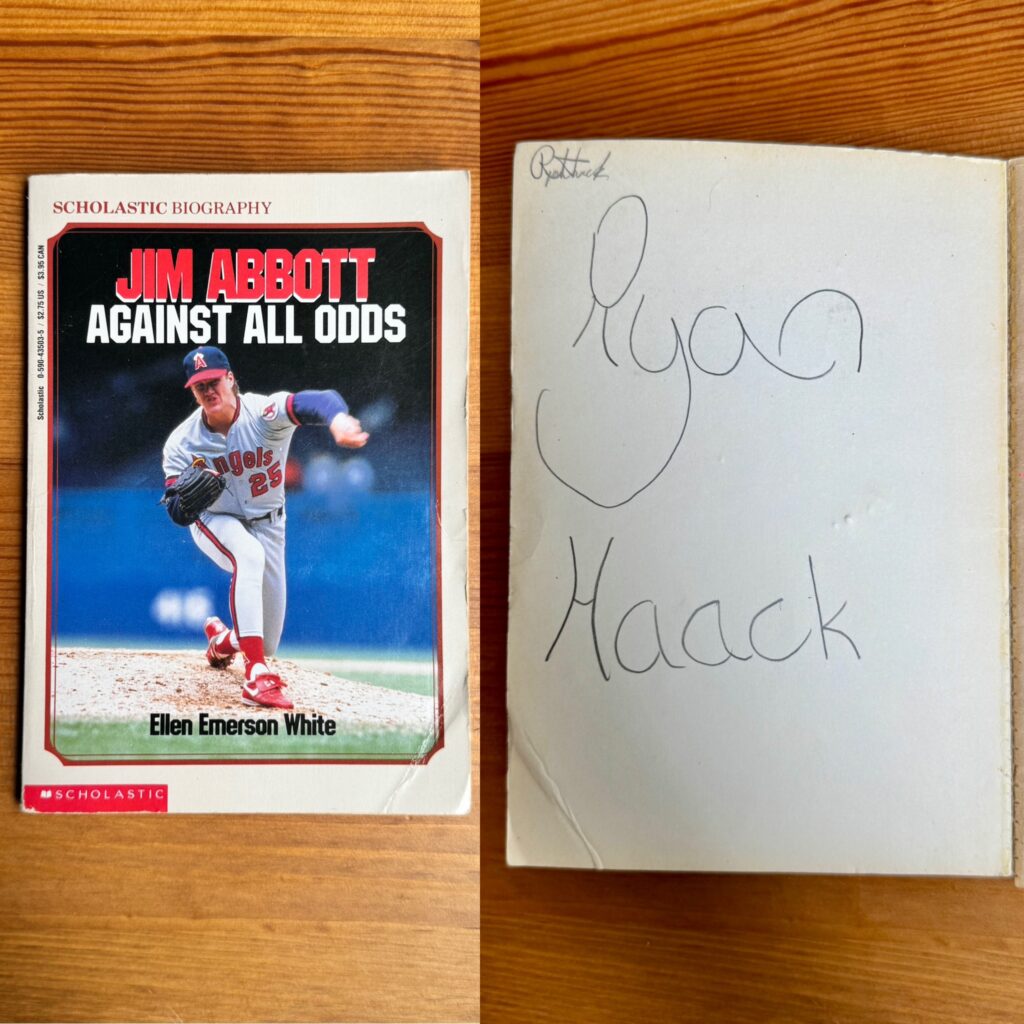 SCHOLASTIC BIOGRAPHY
JIM ABBOTT
AGAINST ALL ODDS
Scholastic 0-590-43503-5 / $2.75 US / $3.95 CAN
A
Angels
25
Ellen Emerson White
SCHOLASTIC
Ryan
Haack